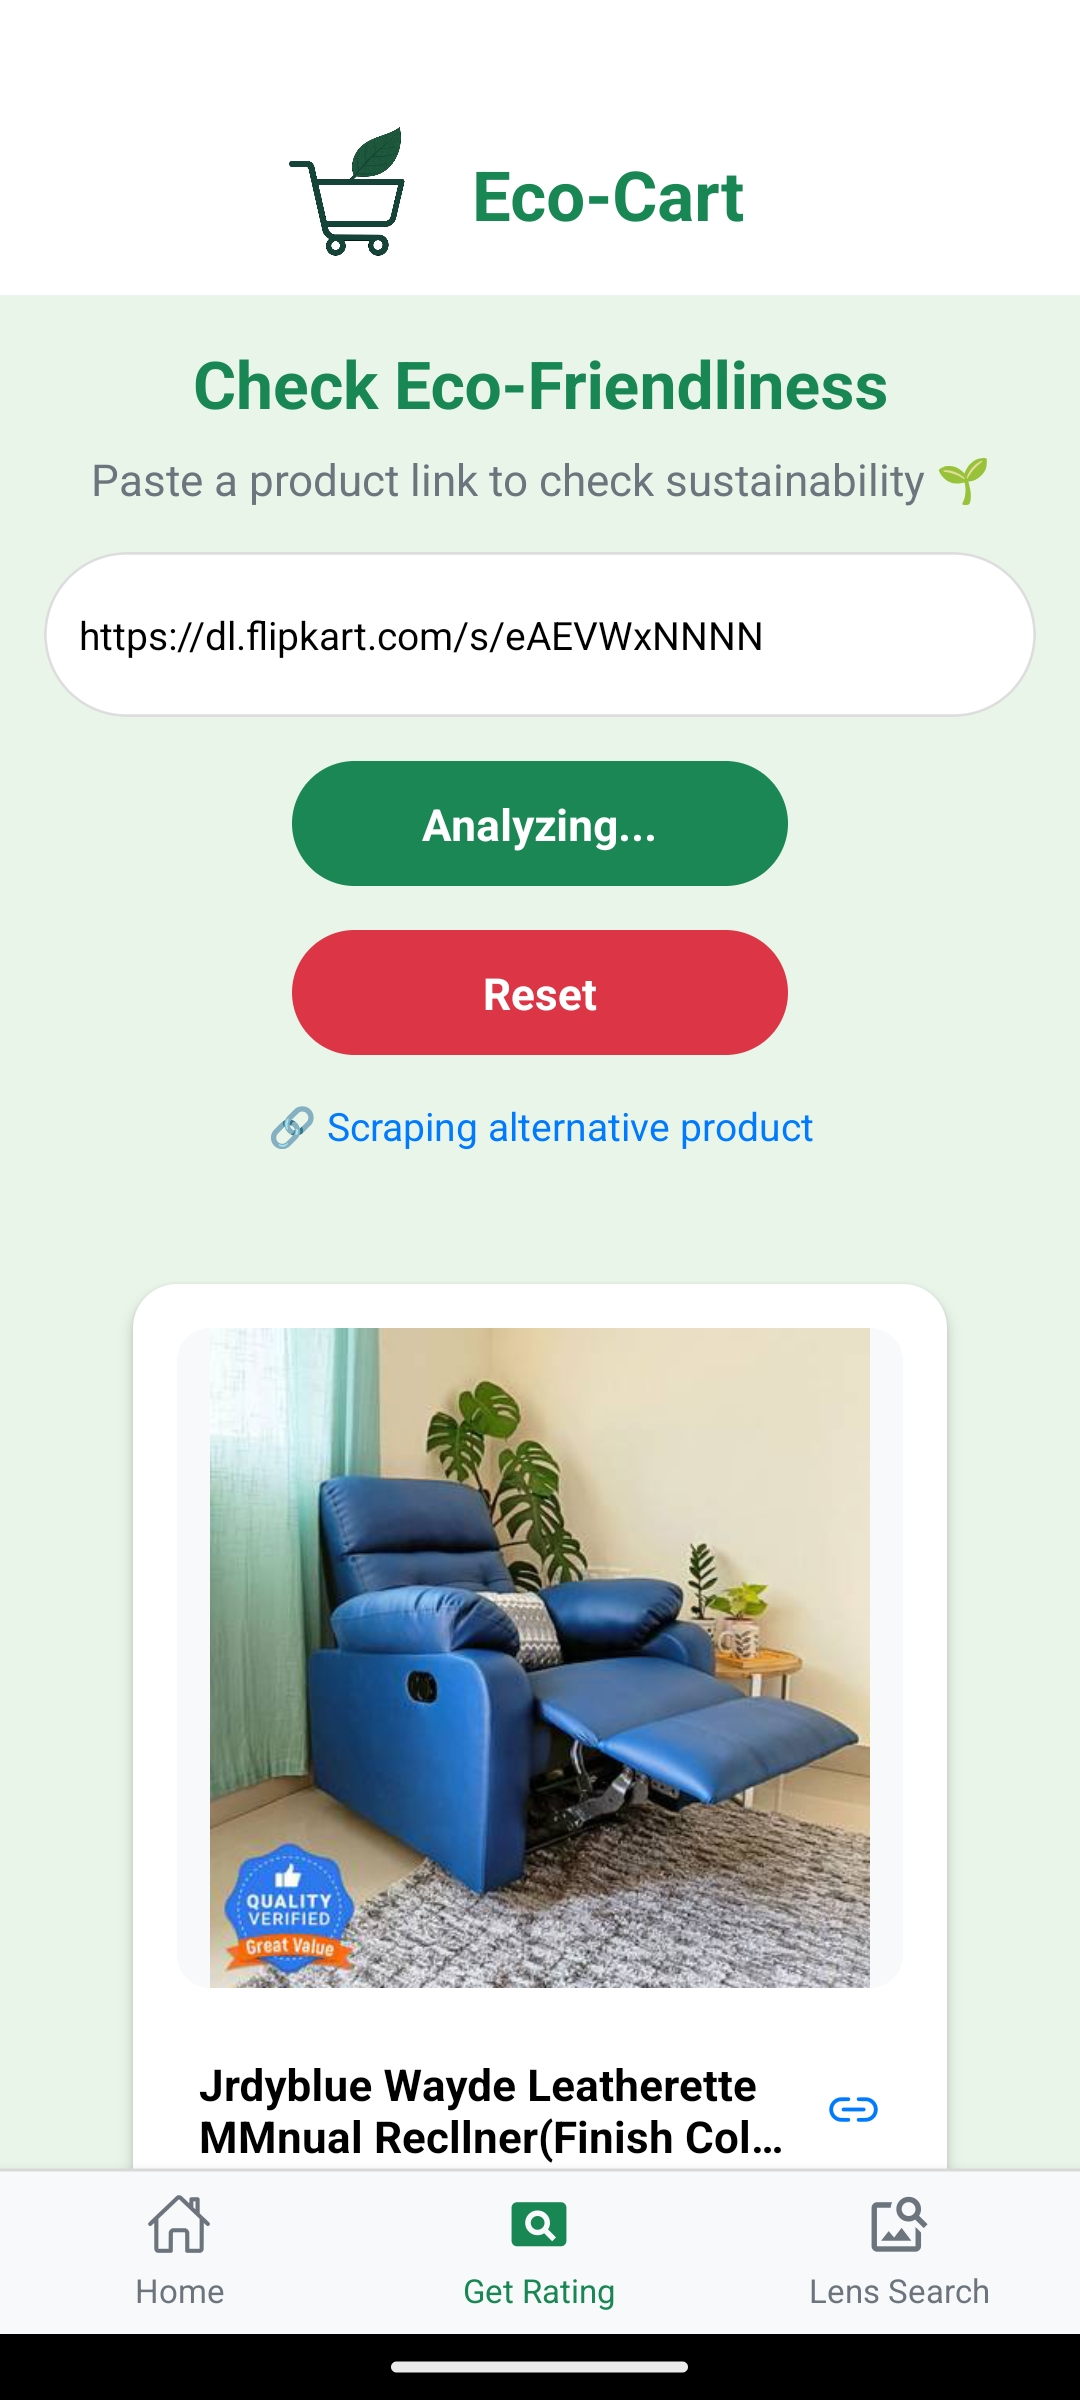 Eco-Cart
Check Eco-Friendliness
Paste a product link to check sustainability 🌱
https://dl.flipkart.com/s/eAEVWxNNNN
Analyzing...
Reset
🔗 Scraping alternative product
QUALITY
VERIFIED
Great Value
Jrdyblue Wayde Leatherette
MMnual Recllner(Finish Col...
Home
Get Rating
Lens Search